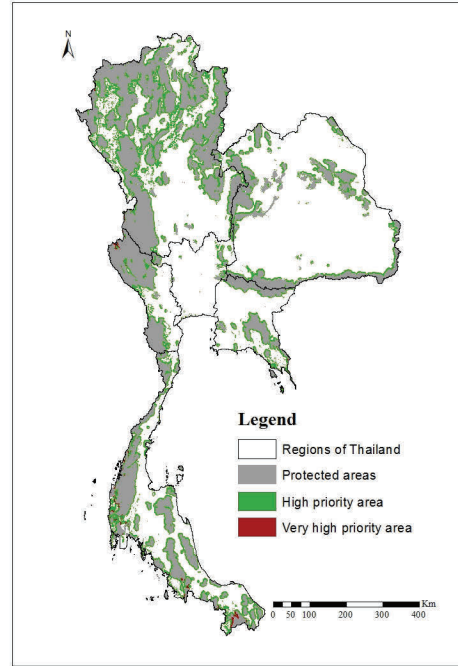 N
Legend
Regions of Thailand
Protected areas
High priority area
Very high priority area
Km
0 50 100 200 300 400